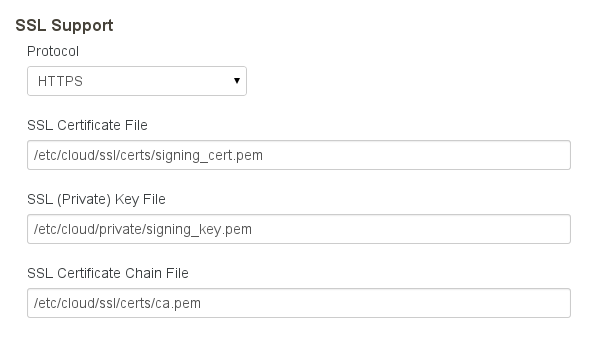 SSL Support
Protocol
HTTPS
SSL Certificate File
/etc/cloud/ssl/certs/signing_cert.pem
SSL (Private) Key File
/etc/cloud/private/signing_key.pem
SSL Certificate Chain File
/etc/cloud/ssl/certs/ca.pem